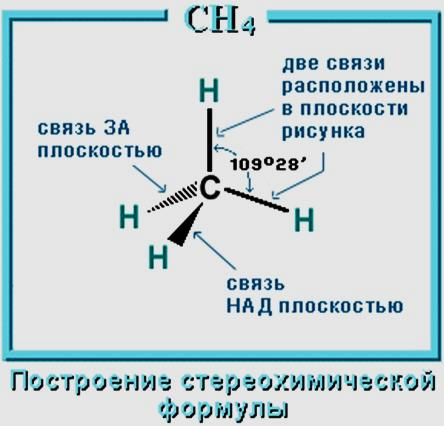 CH₄
две связи
расположены
в плоскости
рисунка
связь ЗА
плоскостью
H
109°28'
C
H
H
H
связь
НАД плоскостью
Построение стереохимической
формулы